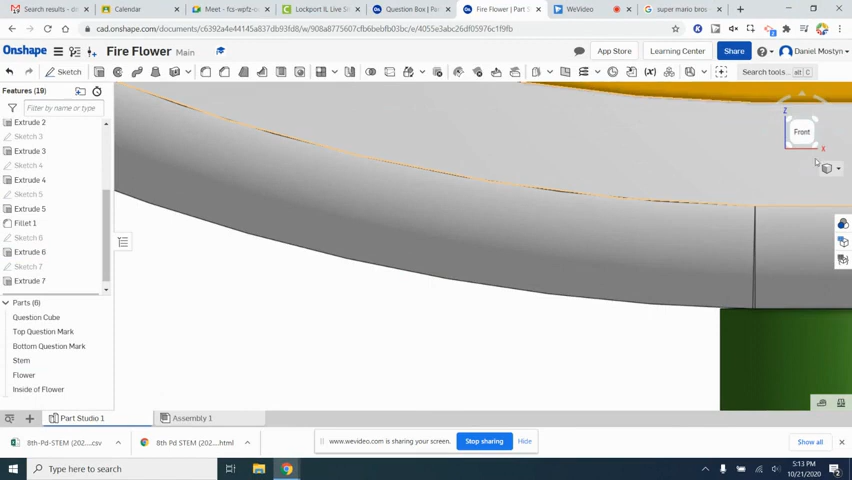 Search results - d
Calendar
Meet - fcs-wpfz-o
Lockport IL Live St
Question Box | Pa
Fire Flower | Part S
WeVideo
super mario bros
cad.onshape.com/documents/c6392a4e44145a837db93d8f/w/908a8775068cfc0b9bbec7bc/e/4055e3abc26df05976c1f9fb
Onshape
Fire Flower Main
App Store
Learning Center
Share
Daniel Mostyn
Sketch
Search tools... alt C
Features (19)
Filter by name or type
Extrude 2
Sketch 3
Extrude 3
Sketch 4
Extrude 4
Sketch 5
Extrude 5
Fillet 1
Sketch 6
Extrude 6
Sketch 7
Extrude 7
Parts (6)
Question Cube
Top Question Mark
Bottom Question Mark
Stem
Flower
Inside of Flower
Z
Front
X
Part Studio 1
Assembly 1
8th-Pd-STEM (202....csv
8th Pd STEM (202....html
www.wevideo.com is sharing your screen.
Stop sharing
Hide
Show all
Type here to search
5:13 PM
10/21/2020